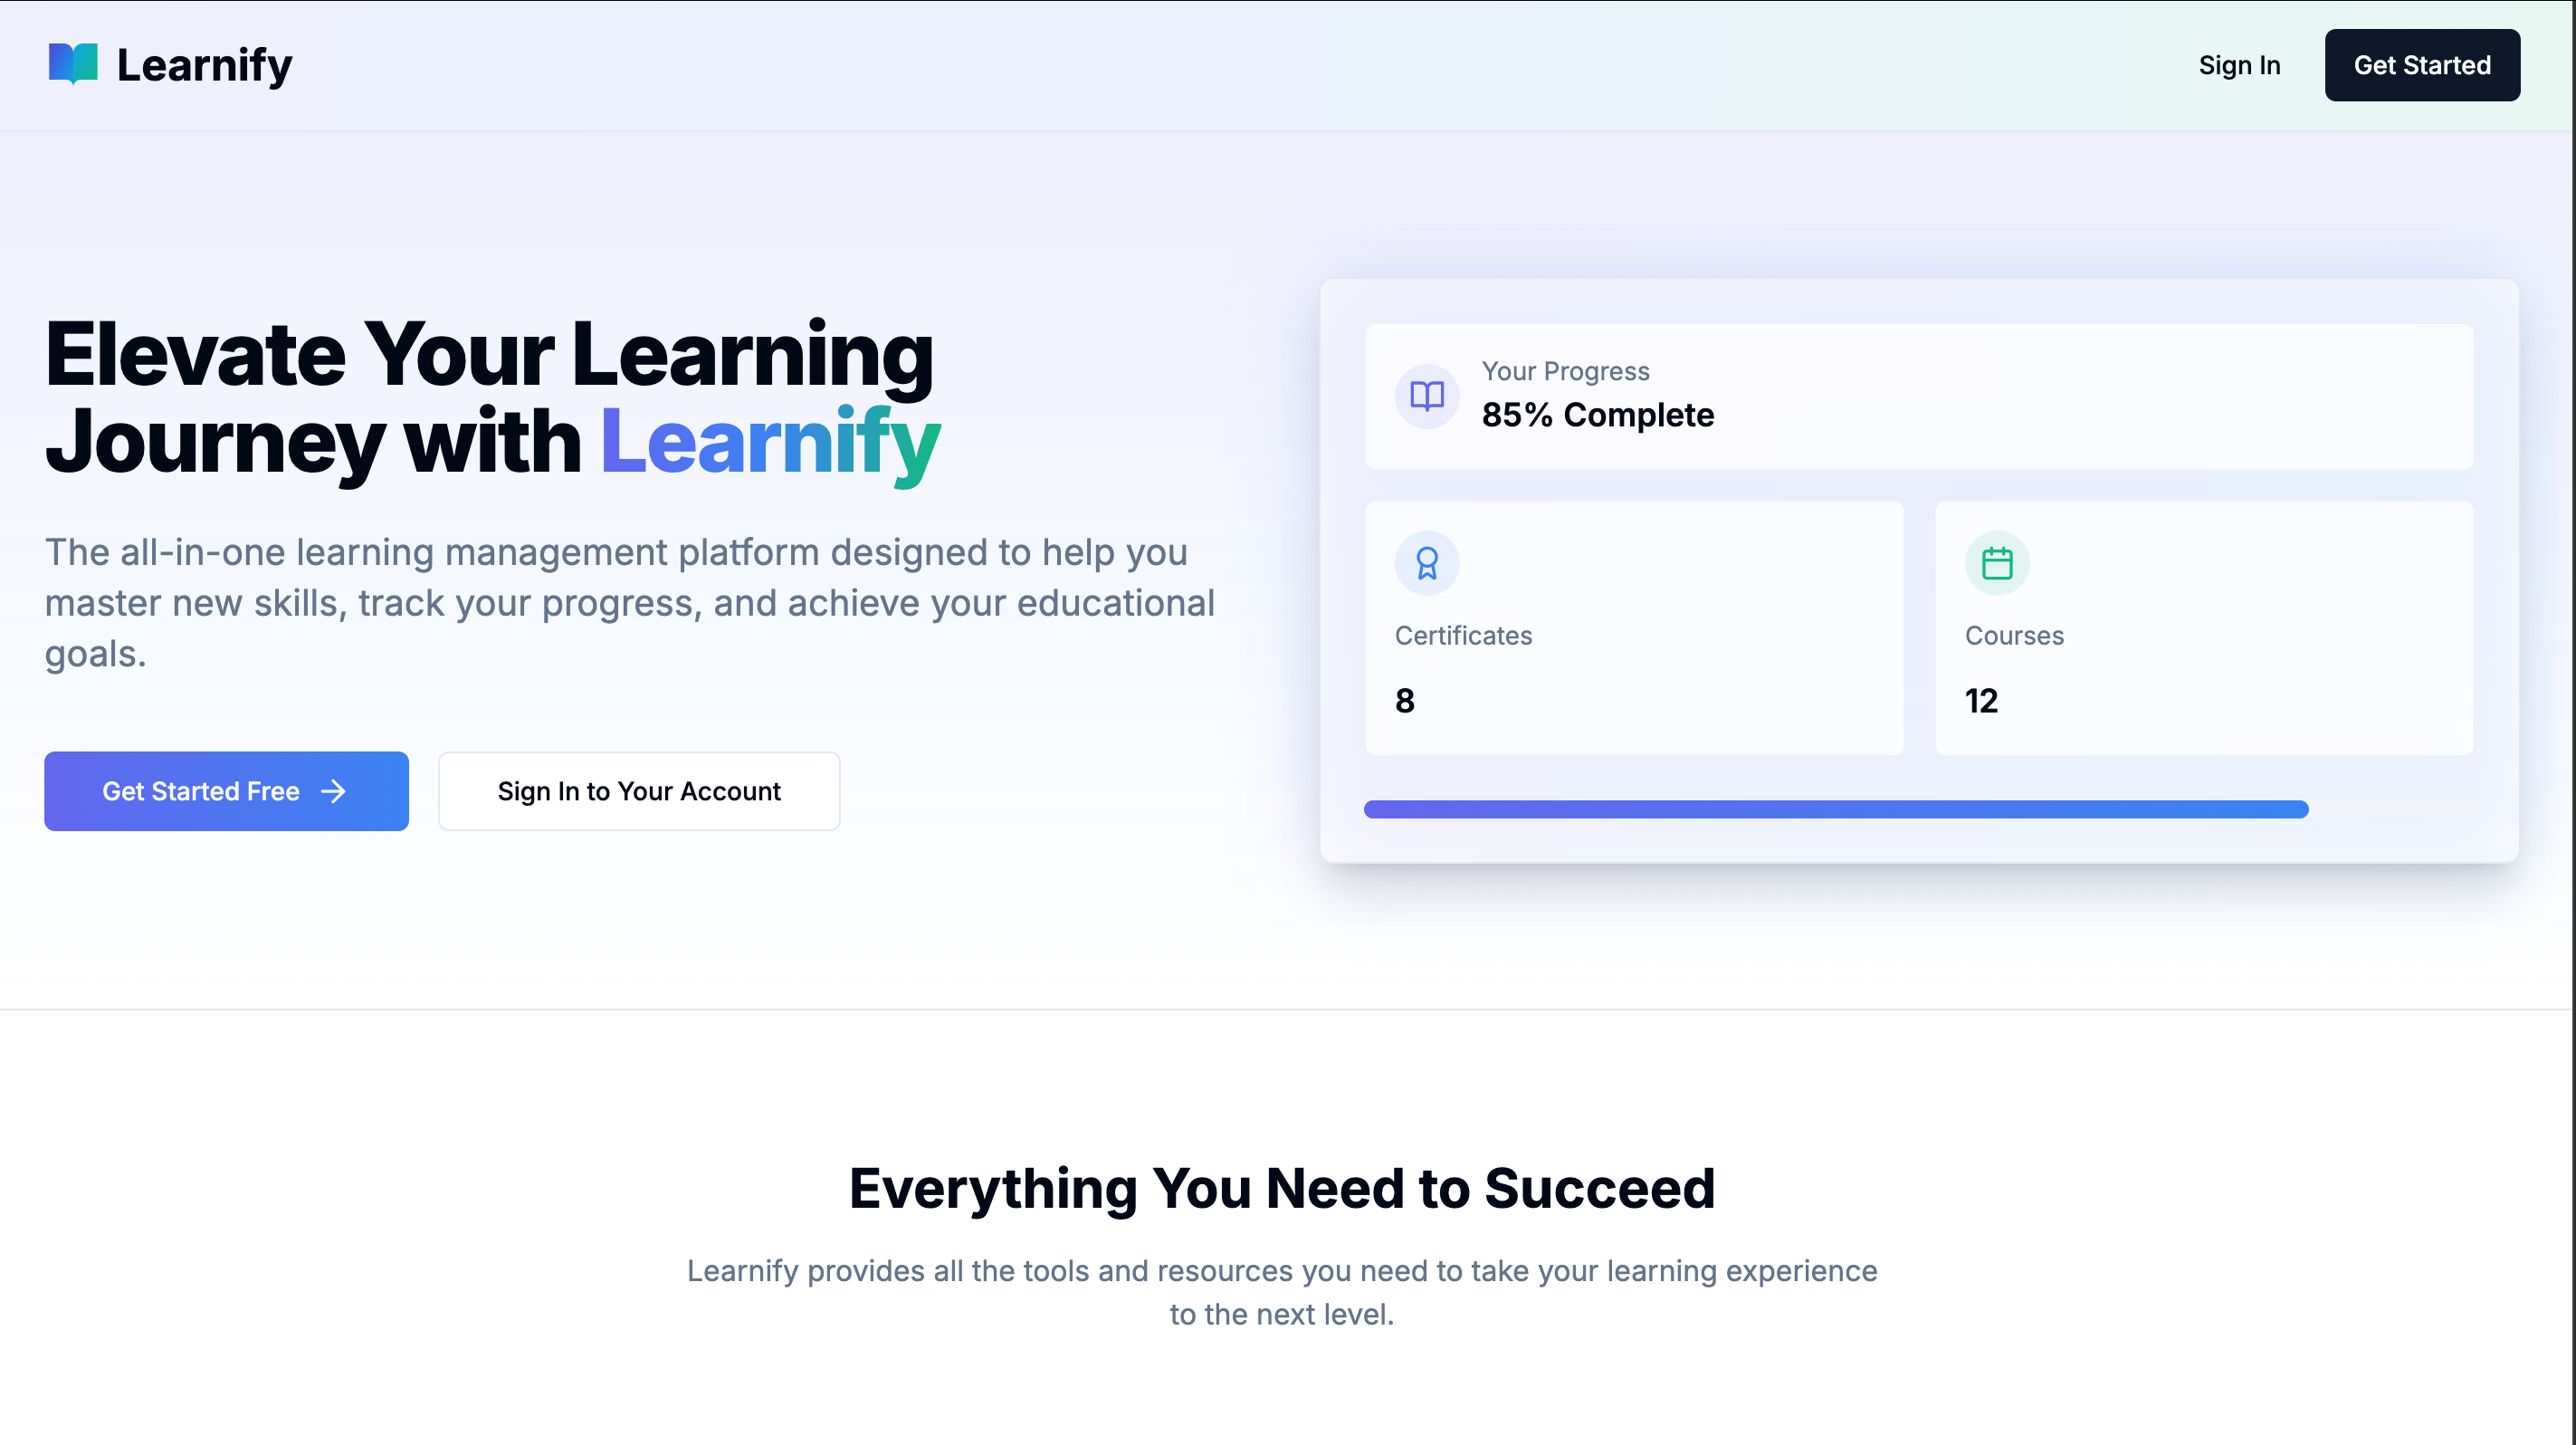 Learnify
Sign In
Get Started
Elevate Your Learning
Journey with Learnify
The all-in-one learning management platform designed to help you
master new skills, track your progress, and achieve your educational
goals.
Get Started Free
Sign In to Your Account
Your Progress
85% Complete
Certificates
8
Courses
12
Everything You Need to Succeed
Learnify provides all the tools and resources you need to take your learning experience
to the next level.